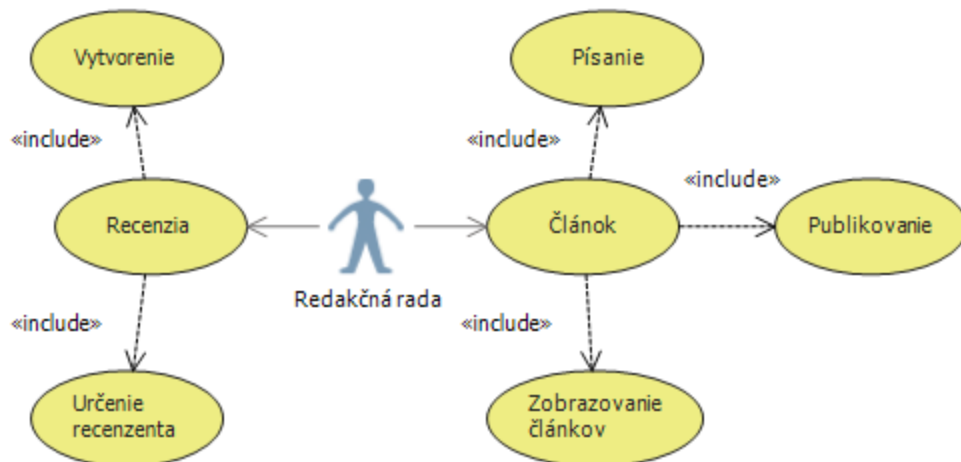 Vytvorenie
Písanie
«include»
«include»
«include»
Recenzia
Článok
Publikovanie
Redakčná rada
«include»
«include»
Určenie
recenzenta
Zobrazovanie
článkov